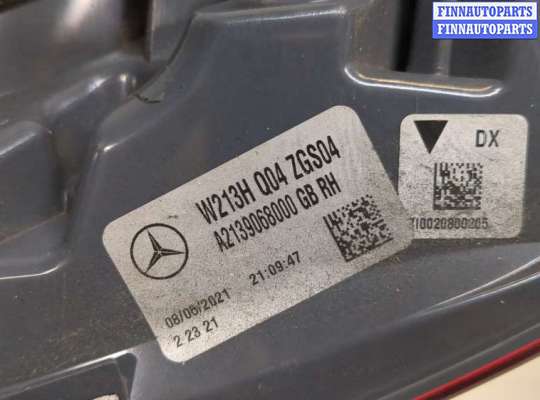 FINNAUTOPARTS
FINNAUTOPARTS
W213H Q04 ZGS04
A2139068000 GB RH
08/06/2021 21:09:47
2 23 21
DX